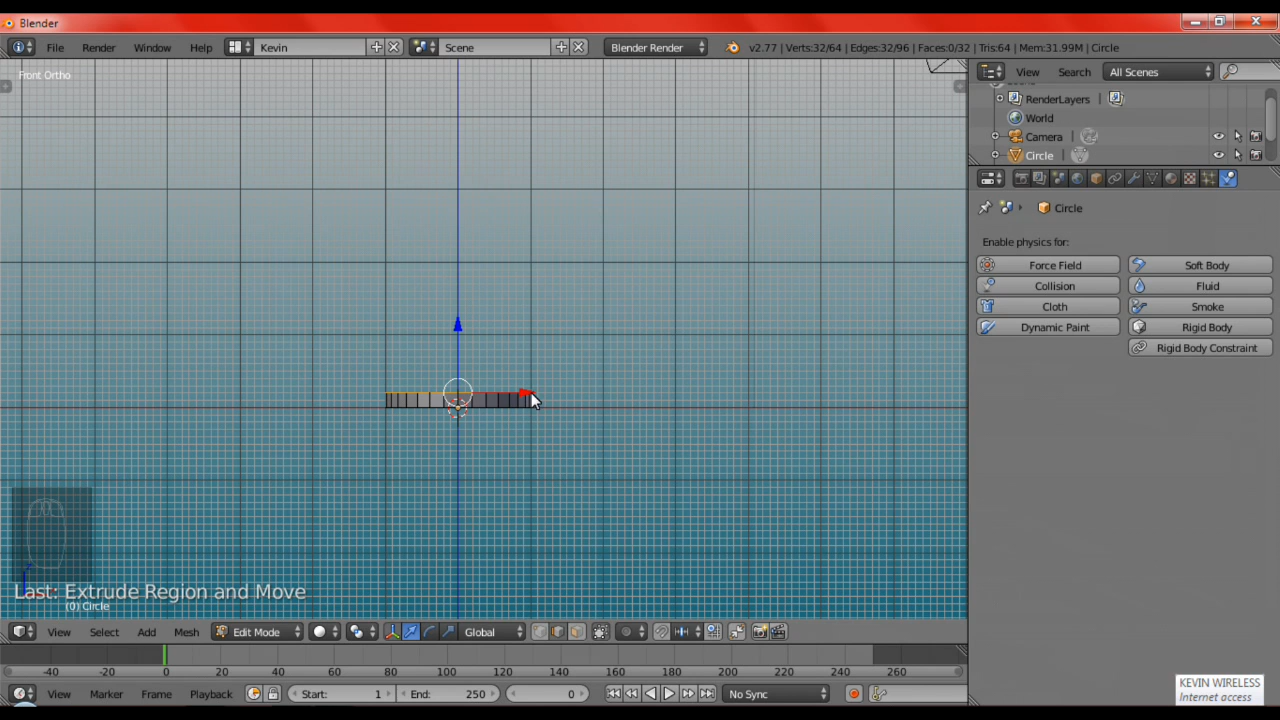 Blender
File Render Window Help Kevin Scene Blender Render v2.77 | Verts:32/64 | Edges:32/96 | Faces:0/32 | Tris:64 | Mem:31.99M | Circle
Front Ortho
View Search All Scenes
RenderLayers
World
Camera
Circle
Circle
Enable physics for:
Force Field Soft Body
Collision Fluid
Cloth Smoke
Dynamic Paint Rigid Body
Rigid Body Constraint
Last: Extrude Region and Move
(0) Circle
View Select Add Mesh Edit Mode Global
-40 -20 0 20 40 60 80 100 120 140 160 180 200 220 240 260
View Marker Frame Playback Start: 1 End: 250 0 No Sync
KEVIN WIRELESS
Internet access